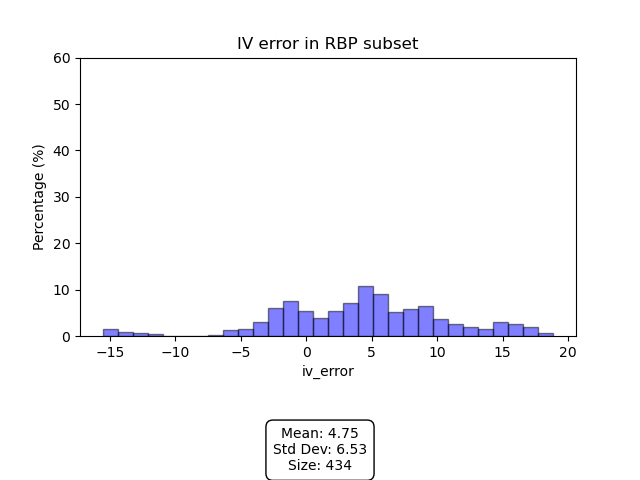 IV error in RBP subset
60
50
40
30
20
10
0
Percentage (%)
−15 −10 −5 0 5 10 15 20
iv_error
Mean: 4.75
Std Dev: 6.53
Size: 434